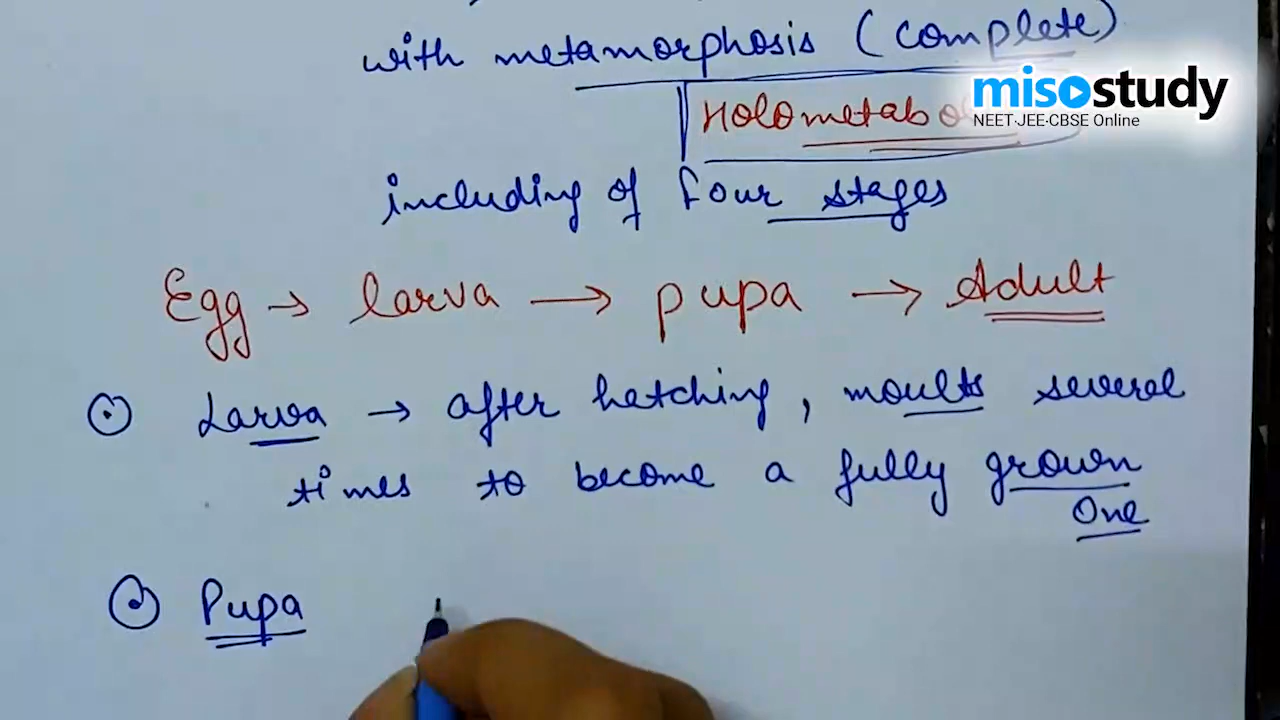 with metamorphosis (complete)
misostudy
NEET-JEE-CBSE Online
including of four stages
Egg → larva → pupa → Adult
Larva → after hatching, moults several
times to become a fully grown
One
Pupa